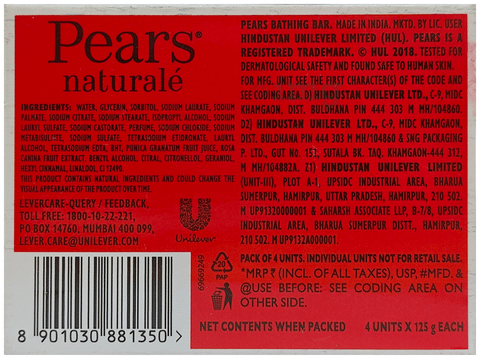 Pears®
naturalé
INGREDIENTS: WATER, GLYCERIN, SORBITOL, SODIUM LAURATE, SODIUM
PALMATE, SODIUM CITRATE, SODIUM STEARATE, ISOPROPYL ALCOHOL, SODIUM
LAURYL SULFATE, SODIUM CASTORATE, PERFUME, SODIUM CHLORIDE, SODIUM
METABISULFITE, SODIUM SULFATE, TETRASODIUM ETIDRONATE, LAURYL
ALCOHOL, TETRASODIUM EDTA, BHT, PUNICA GRANATUM FRUIT JUICE, ROSA
CANINA FRUIT EXTRACT, BENZYL ALCOHOL, CITRAL, CITRONELLOL, GERANIOL,
HEXYL CINNAMAL, LINALOOL, CI 12490
THIS PRODUCT CONTAINS NATURAL INGREDIENTS AND COULD CHANGE THE
VISUAL APPEARANCE OF THE PRODUCT OVER TIME
LEVERCARE-QUERY / FEEDBACK,
TOLL FREE: 1800-10-22-221,
PO BOX 14760. MUMBAI 400 099,
LEVER.CARE@UNILEVER.COM
Unilever
8 901030 881350 >
69669249
20
PAP
PEARS BATHING BAR. MADE IN INDIA. MKTD. BY LIC. USER
HINDUSTAN UNILEVER LIMITED (HUL). PEARS IS A
REGISTERED TRADEMARK. © HUL 2018. TESTED FOR
DERMATOLOGICAL SAFETY AND FOUND SAFE TO HUMAN SKIN.
FOR MFG. UNIT SEE THE FIRST CHARACTER(S) OF THE CODE AND
SEE CODING AREA. D) HINDUSTAN UNILEVER LTD., C 9, MIDC
KHAMGAON, DIST. BULDHANA PIN 444 303 M MH/104860.
D2) HINDUSTAN UNILEVER LTD., C-9, MIDC KHAMGAON,
DIST. BULDHANA PIN 444 303 M MH/104860 & SNG PACKAGING
P. LTD., GUT No. 153, SUTALA BK. TAQ. KHAMGAON-444 312,
M MH/104882A. Z1) HINDUSTAN UNILEVER LIMITED
(UNIT-III), PLOT A-1, UPSIDC INDUSTRIAL AREA, BHARUA
SUMERPUR, HAMIRPUR, UTTAR PRADESH, HAMIRPUR, 210 502.
M UP91320000001 & SAHARSH ASSOCIATE LLP, B-7/8, UPSIDC
INDUSTRIAL AREA, BHARUA SUMERPUR DISTT., HAMIRPUR,
210 502. M UP9132A000001.
PACK OF 4 UNITS. INDIVIDUAL UNITS NOT FOR RETAIL SALE.
*MRP ₹ (INCL. OF ALL TAXES), USP, #MFD. &
@USE BEFORE: SEE CODING AREA ON
OTHER SIDE.
NET CONTENTS WHEN PACKED 4 UNITS X 125 g EACH